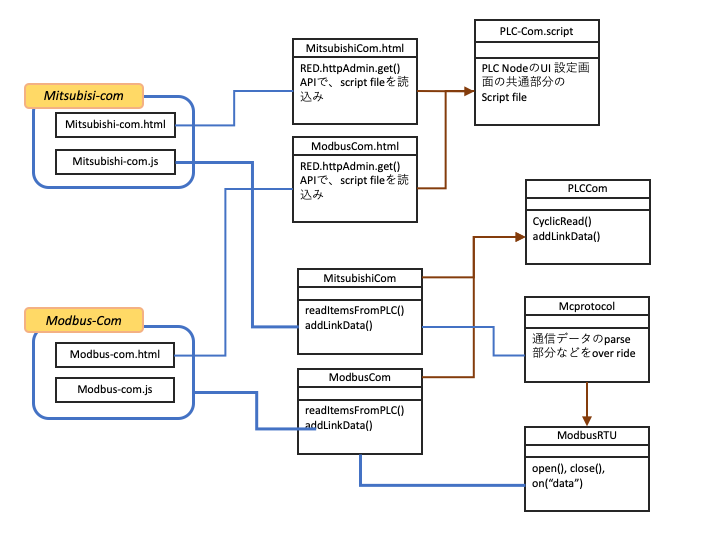 Mitsubisi-com
Mitsubishi-com.html
Mitsubishi-com.js
Modbus-Com
Modbus-com.html
Modbus-com.js
MitsubishiCom.html
RED.httpAdmin.get()
APIで、script fileを読
込み
ModbusCom.html
RED.httpAdmin.get()
APIで、script fileを読
込み
MitsubishiCom
readItemsFromPLC()
addLinkData()
ModbusCom
readItemsFromPLC()
addLinkData()
PLC-Com.script
PLC NodeのUI 設定画
面の共通部分の
Script file
PLCCom
CyclicRead()
addLinkData()
Mcprotocol
通信データのparse
部分などをover ride
ModbusRTU
open(), close(),
on(“data”)